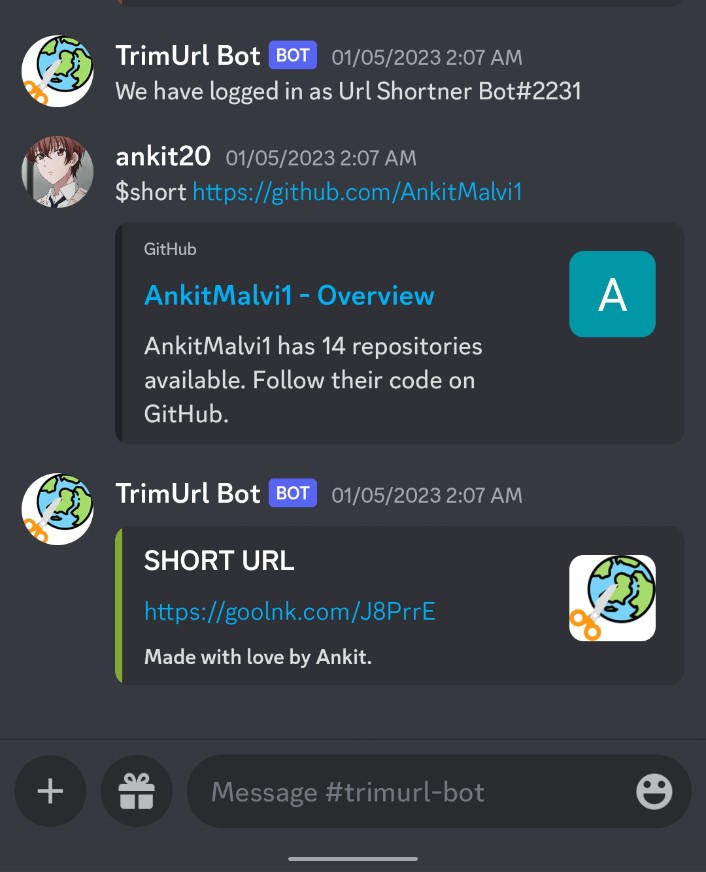 TrimUrl Bot BOT 01/05/2023 2:07 AM
We have logged in as Url Shortner Bot#2231
ankit20 01/05/2023 2:07 AM
$short https://github.com/AnkitMalvi1
GitHub
AnkitMalvi1 - Overview
A
AnkitMalvi1 has 14 repositories
available. Follow their code on
GitHub.
TrimUrl Bot BOT 01/05/2023 2:07 AM
SHORT URL
https://goolnk.com/J8PrrE
Made with love by Ankit.
Message #trimurl-bot